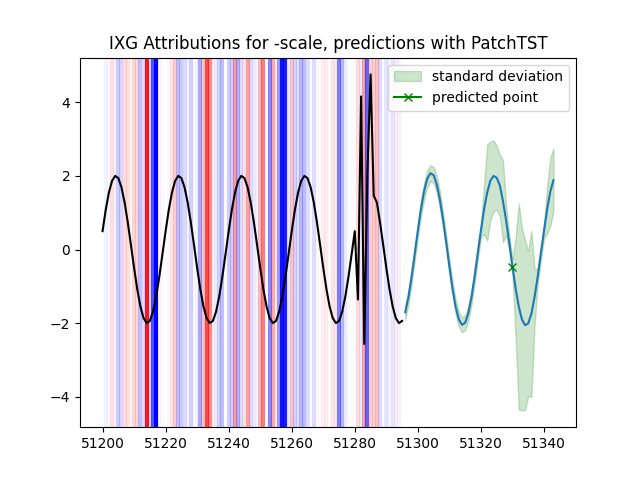 IXG Attributions for -scale, predictions with PatchTST
standard deviation
predicted point
4
2
0
−2
−4
51200 51220 51240 51260 51280 51300 51320 51340